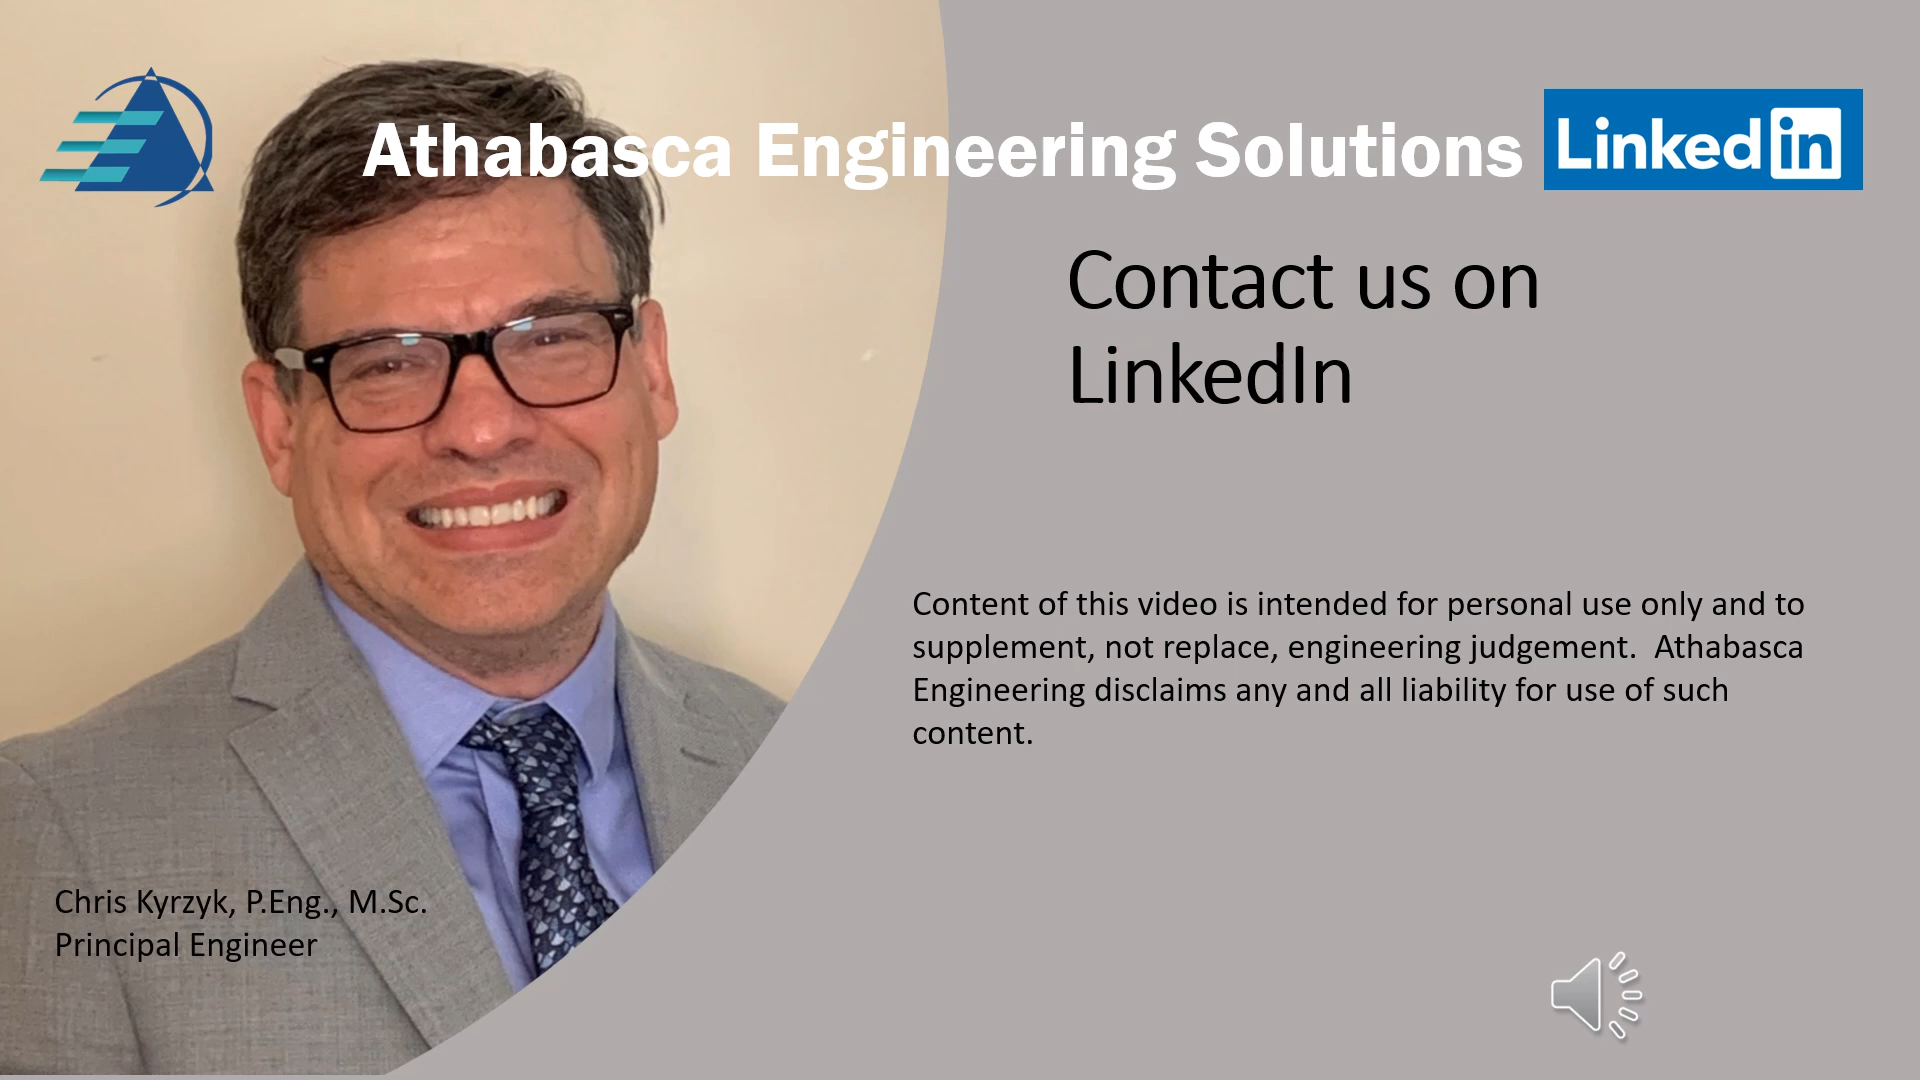 Athabasca Engineering Solutions
Linked in
Contact us on
LinkedIn
Content of this video is intended for personal use only and to
supplement, not replace, engineering judgement.  Athabasca
Engineering disclaims any and all liability for use of such
content.
Chris Kyrzyk, P.Eng., M.Sc.
Principal Engineer